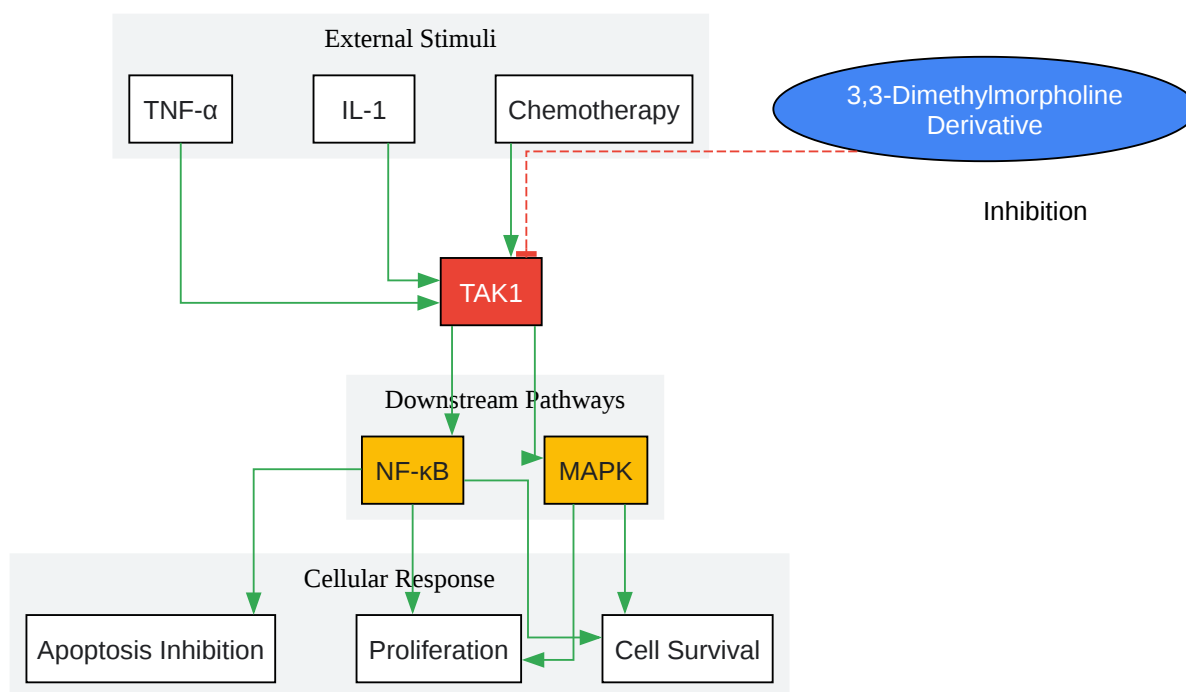 External Stimuli
TNF-α
IL-1
Chemotherapy
3,3-Dimethylmorpholine
Derivative
Inhibition
TAK1
Downstream Pathways
NF-κB
MAPK
Cellular Response
Apoptosis Inhibition
Proliferation
Cell Survival